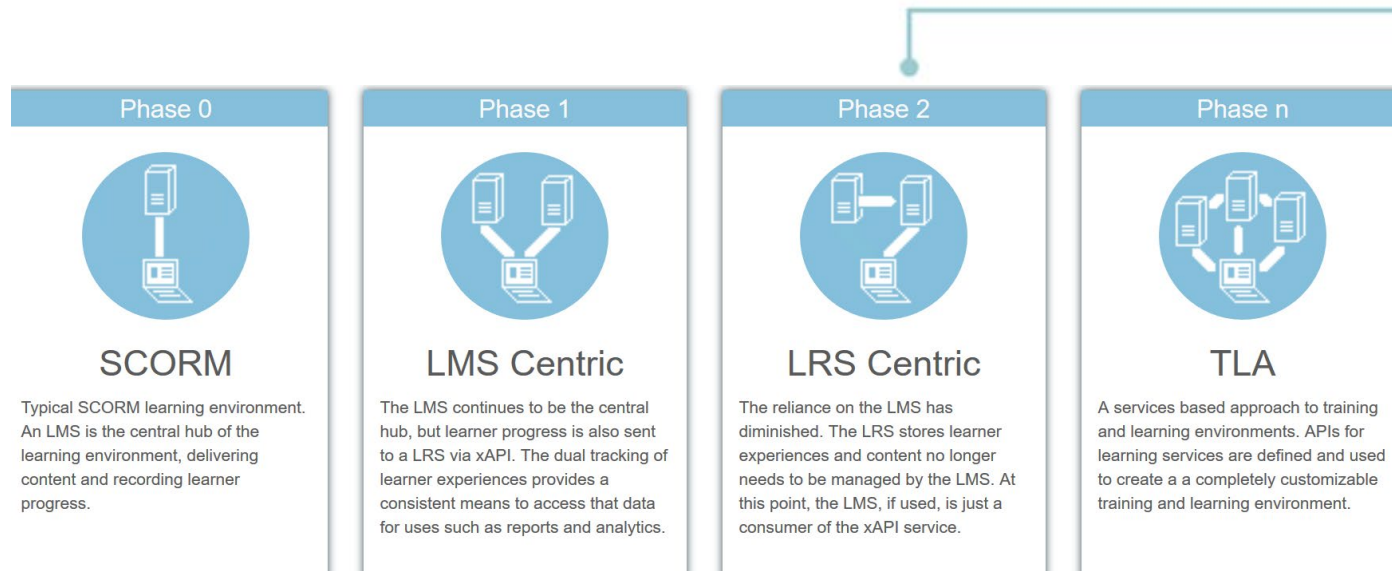 Phase 0
SCORM
Typical SCORM learning environment.
An LMS is the central hub of the
learning environment, delivering
content and recording learner
progress.
Phase 1
LMS Centric
The LMS continues to be the central
hub, but learner progress is also sent
to a LRS via xAPI. The dual tracking of
learner experiences provides a
consistent means to access that data
for uses such as reports and analytics.
Phase 2
LRS Centric
The reliance on the LMS has
diminished. The LRS stores learner
experiences and content no longer
needs to be managed by the LMS. At
this point, the LMS, if used, is just a
consumer of the xAPI service.
Phase n
TLA
A services based approach to training
and learning environments. APIs for
learning services are defined and used
to create a a completely customizable
training and learning environment.